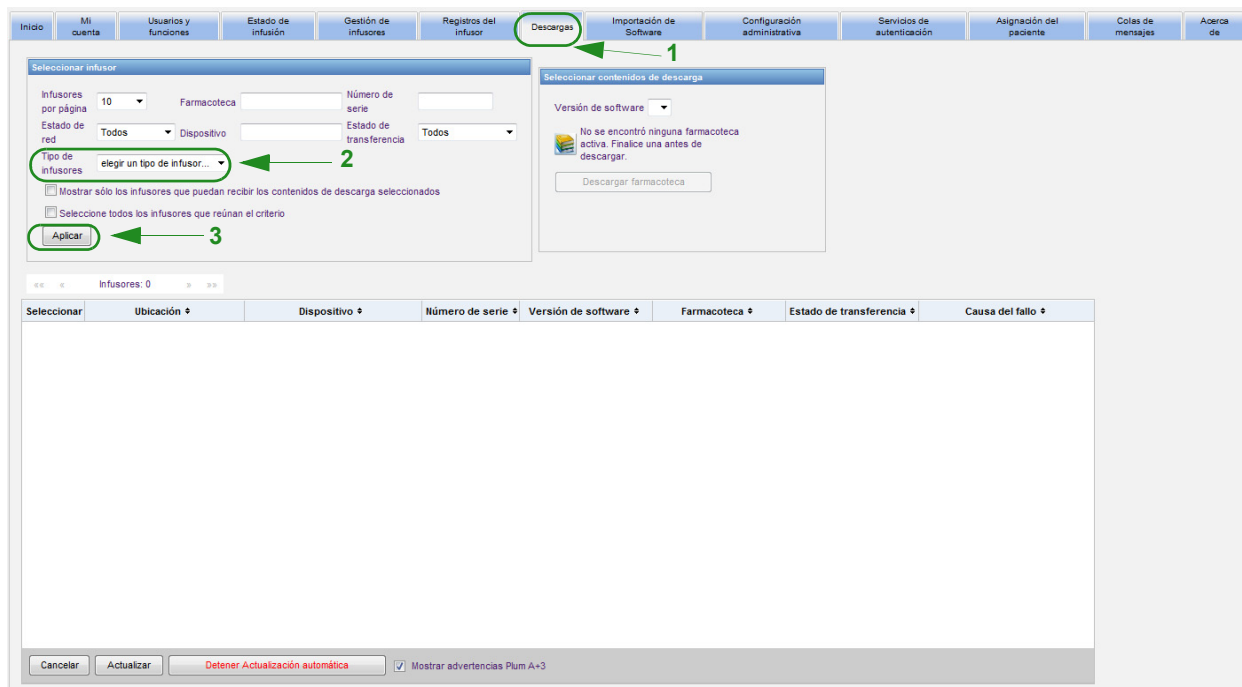 Inicio
Mi cuenta
Usuarios y funciones
Estado de infusión
Gestión de infusores
Registros del infusor
Descargas
Importación de Software
Configuración administrativa
Servicios de autenticación
Asignación del paciente
Colas de mensajes
Acerca de
1
Seleccionar infusor
Infusores por página
10
Farmacoteca
Número de serie
Estado de red
Todos
Dispositivo
Estado de transferencia
Todos
Tipo de infusores
elegir un tipo de infusor...
2
Mostrar sólo los infusores que puedan recibir los contenidos de descarga seleccionados
Seleccione todos los infusores que reúnan el criterio
Aplicar
3
Seleccionar contenidos de descarga
Versión de software
No se encontró ninguna farmacoteca
activa. Finalice una antes de
descargar.
Descargar farmacoteca
«« « Infusores: 0 » »»
Seleccionar Ubicación Dispositivo Número de serie Versión de software Farmacoteca Estado de transferencia Causa del fallo
Cancelar Actualizar Detener Actualización automática Mostrar advertencias Plum A+3